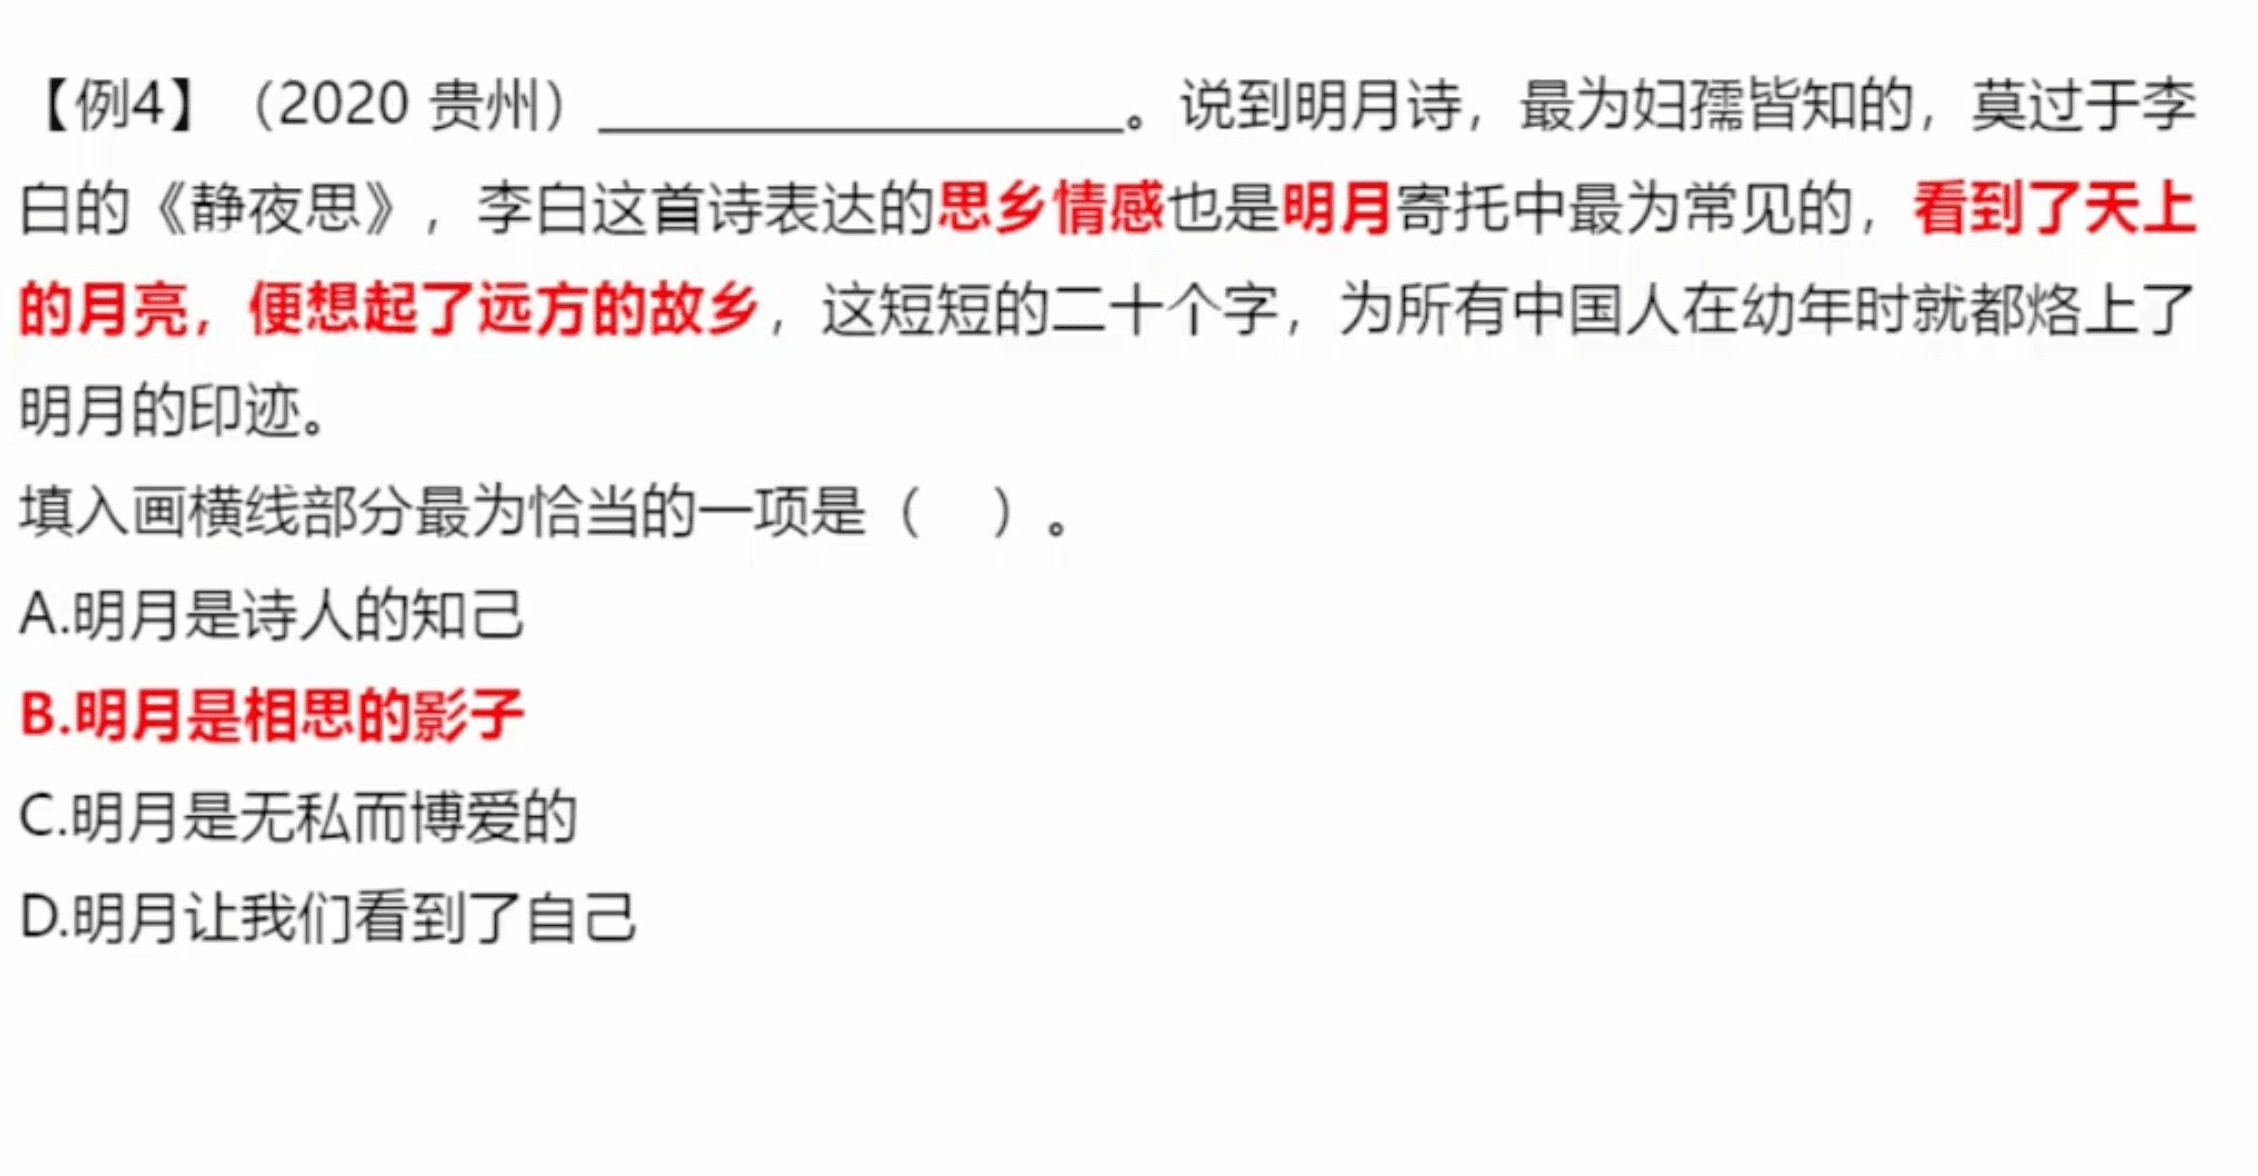 【例4】（2020 贵州）____________________。说到明月诗，最为妇孺皆知的，莫过于李
白的《静夜思》，李白这首诗表达的思乡情感也是明月寄托中最为常见的，看到了天上
的月亮，便想起了远方的故乡，这短短的二十个字，为所有中国人在幼年时就都烙上了
明月的印迹。
填入画横线部分最为恰当的一项是（    ）。
A.明月是诗人的知己
B.明月是相思的影子
C.明月是无私而博爱的
D.明月让我们看到了自己